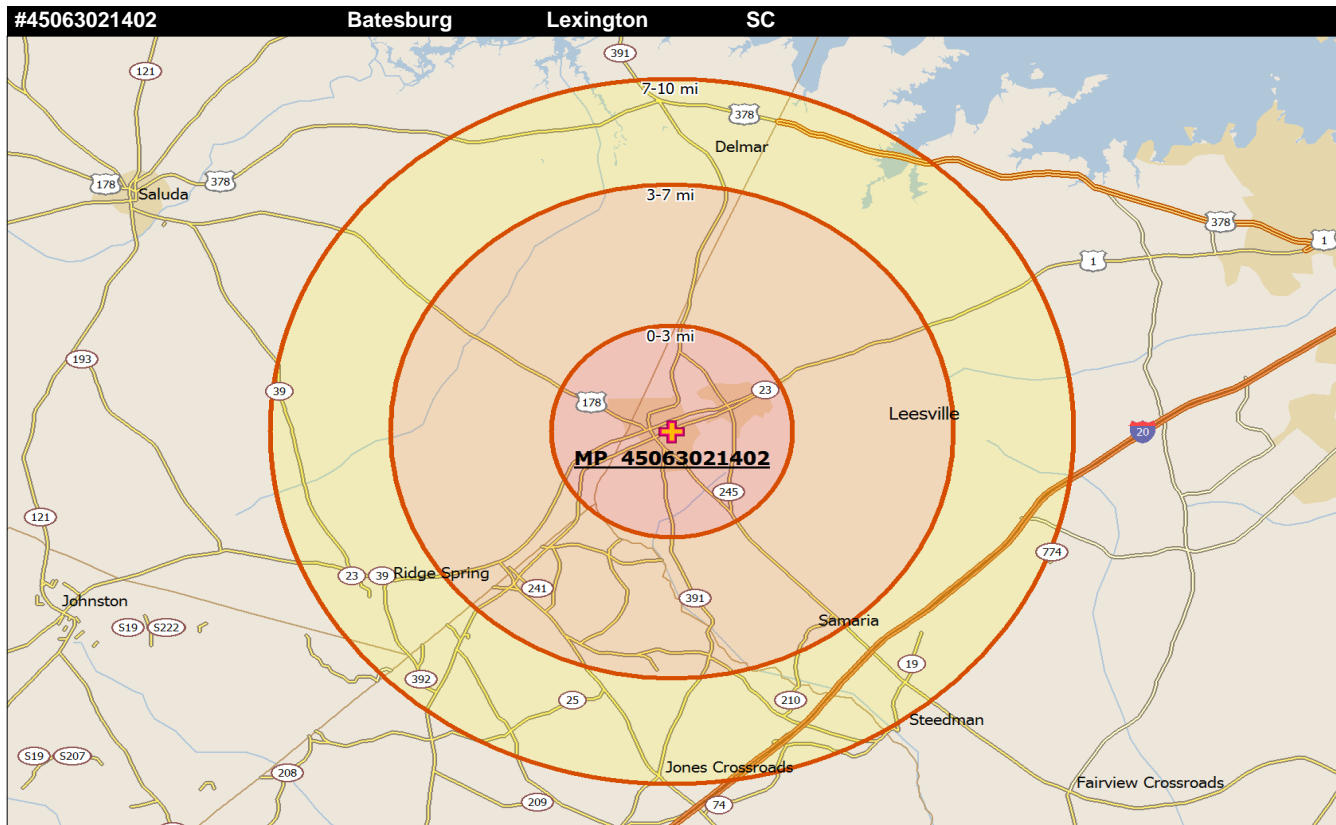 #45063021402 Batesburg Lexington SC
391
121
7-10 mi
378
Delmar
178
378
Saluda
3-7 mi
378
1
1
0-3 mi
193
39
23
178
Leesville
20
MP 45063021402
245
121
774
23
39
Ridge Spring
241
391
Johnston
S19
S222
Samaria
19
392
25
210
Steedman
S19
S207
208
Jones Crossroads
Fairview Crossroads
209
74